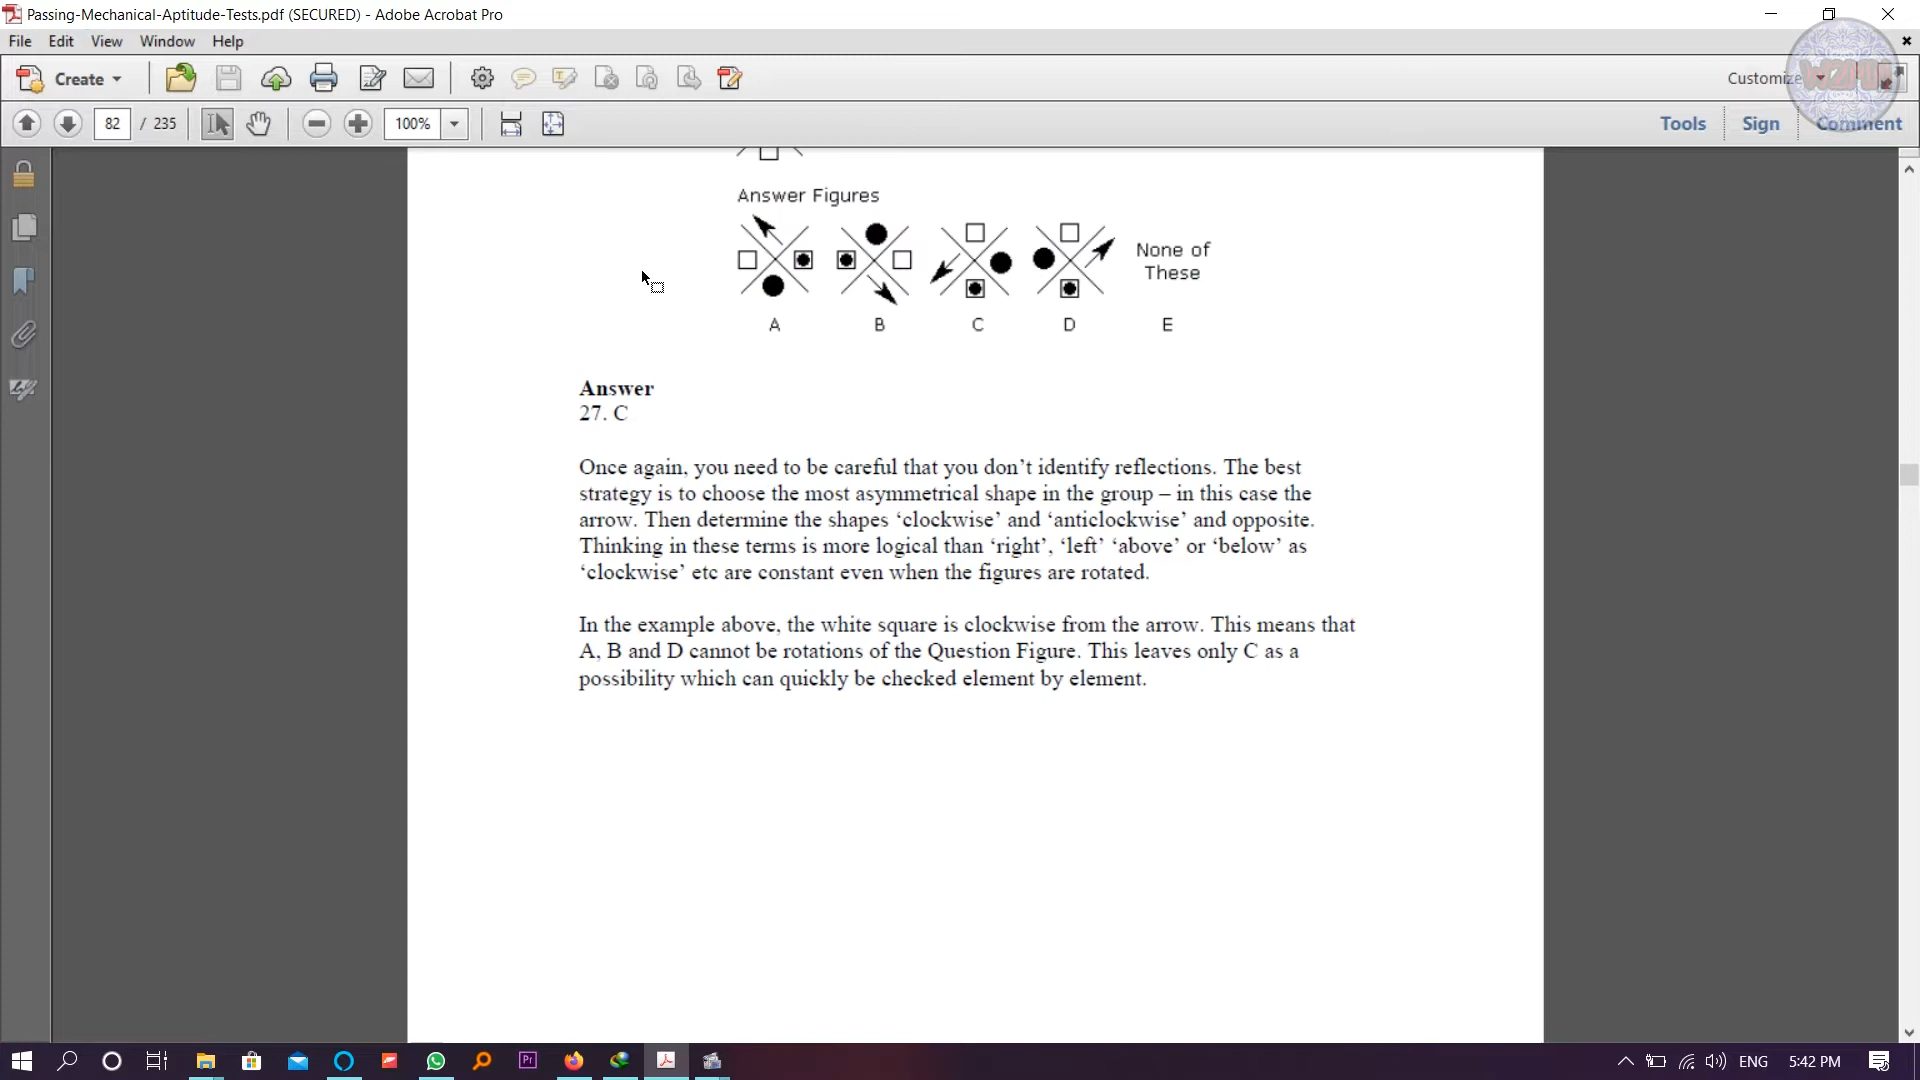 Passing-Mechanical-Aptitude-Tests.pdf (SECURED) - Adobe Acrobat Pro
File Edit View Window Help
Create
Customize
82 / 235
100%
Tools Sign Comment
Answer Figures
None of
These
A B C D E
Answer
27. C
Once again, you need to be careful that you don’t identify reflections. The best
strategy is to choose the most asymmetrical shape in the group – in this case the
arrow. Then determine the shapes ‘clockwise’ and ‘anticlockwise’ and opposite.
Thinking in these terms is more logical than ‘right’, ‘left’ ‘above’ or ‘below’ as
‘clockwise’ etc are constant even when the figures are rotated.
In the example above, the white square is clockwise from the arrow. This means that
A, B and D cannot be rotations of the Question Figure. This leaves only C as a
possibility which can quickly be checked element by element.
Pr
ENG 5:42 PM